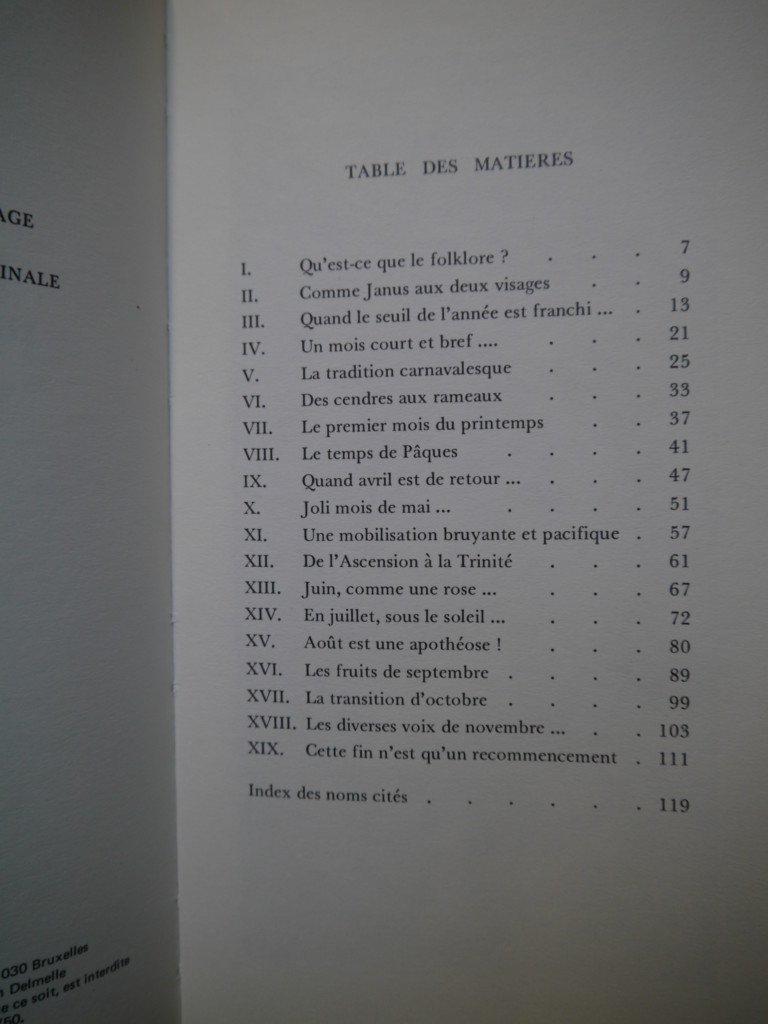 AGE
INALE
030 Bruxelles
n Delmelle
e ce soit, est interdite
/50.
TABLE DES MATIERES
I. Qu'est-ce que le folklore ? . . . 7
II. Comme Janus aux deux visages . . 9
III. Quand le seuil de l'année est franchi ... . 13
IV. Un mois court et bref .... . . . 21
V. La tradition carnavalesque . . . 25
VI. Des cendres aux rameaux . . . 33
VII. Le premier mois du printemps . . 37
VIII. Le temps de Pâques . . . . 41
IX. Quand avril est de retour ... . . . 47
X. Joli mois de mai ... . . . . 51
XI. Une mobilisation bruyante et pacifique . 57
XII. De l'Ascension à la Trinité . . . 61
XIII. Juin, comme une rose ... . . . 67
XIV. En juillet, sous le soleil ... . . . 72
XV. Août est une apothéose ! . . . 80
XVI. Les fruits de septembre . . . . 89
XVII. La transition d'octobre . . . . 99
XVIII. Les diverses voix de novembre ... . . 103
XIX. Cette fin n'est qu'un recommencement . 111
Index des noms cités . . . . . . 119